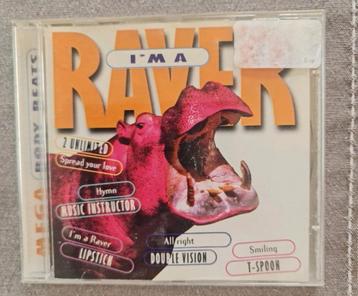 I'M A
RAVER
MEGA BODY BEATS
2 UNLIMITED
Spread your love
Hymn
MUSIC INSTRUCTOR
I'm a Raver
LIPSTICK
All right
DOUBLE VISION
Smiling
T-SPOON